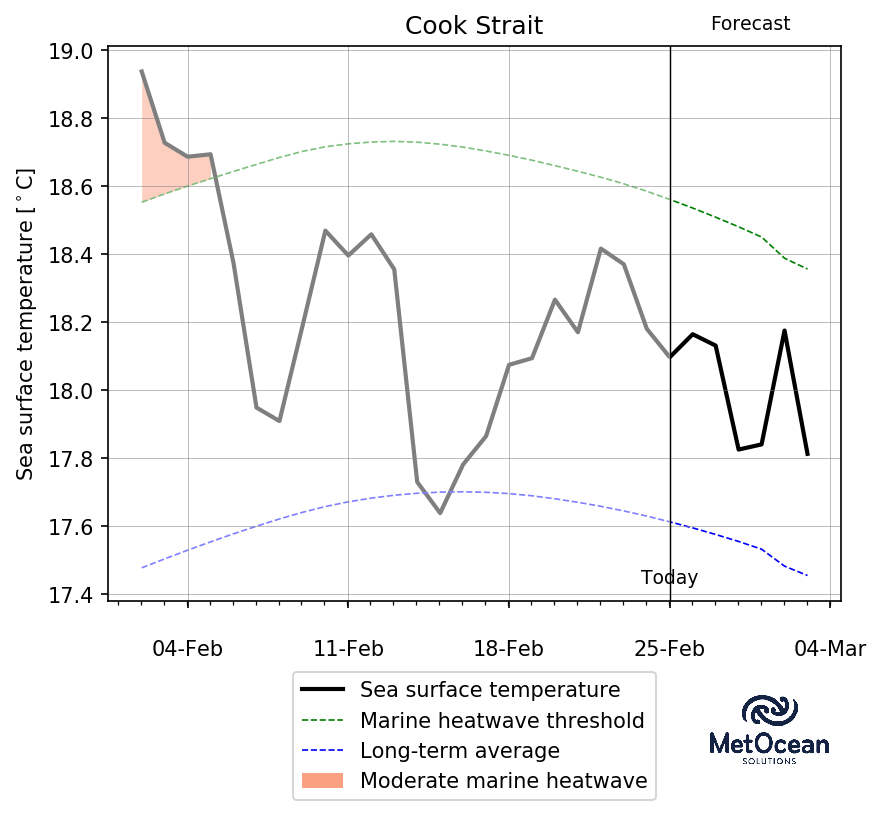 Cook Strait
Forecast
Sea surface temperature [°C]
19.0
18.8
18.6
18.4
18.2
18.0
17.8
17.6
17.4
Today
04-Feb 11-Feb 18-Feb 25-Feb 04-Mar
Sea surface temperature
Marine heatwave threshold
Long-term average
Moderate marine heatwave
MetOcean
SOLUTIONS